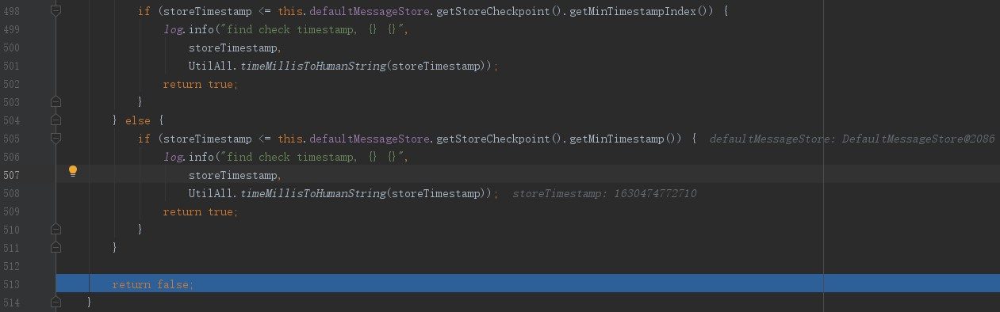 498 if (storeTimestamp <= this.defaultMessageStore.getStoreCheckpoint().getMinTimestampIndex()) {
499 log.info("find check timestamp, {} {}",
500 storeTimestamp,
501 UtilAll.timeMillisToHumanString(storeTimestamp));
502 return true;
503 }
504 } else {
505 if (storeTimestamp <= this.defaultMessageStore.getStoreCheckpoint().getMinTimestamp()) { defaultMessageStore: DefaultMessageStore@2086
506 log.info("find check timestamp, {} {}",
507 storeTimestamp,
508 UtilAll.timeMillisToHumanString(storeTimestamp)); storeTimestamp: 1630474772710
509 return true;
510 }
511 }
512
513 return false;
514 }